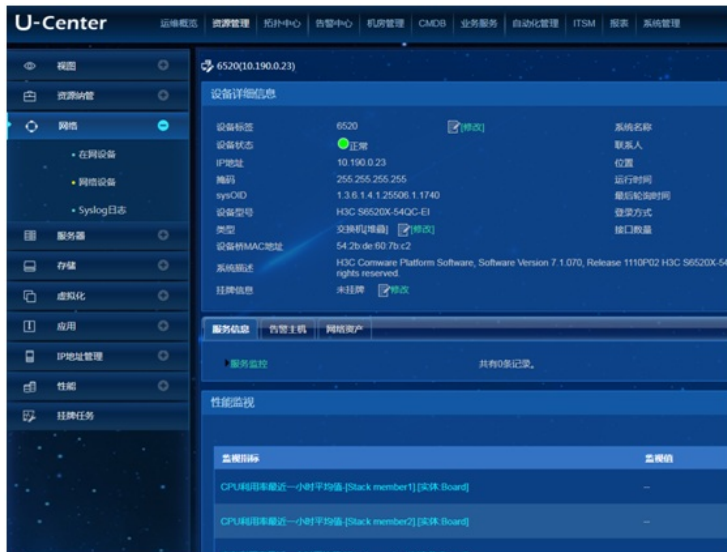 U-Center
运维概览 资源管理 拓扑中心 告警中心 机房管理 CMDB 业务服务 自动化管理 ITSM 报表 系统管理
视图
资源纳管
网络
在网设备
网络设备
Syslog日志
服务器
存储
虚拟化
应用
IP地址管理
性能
挂牌任务
6520(10.190.0.23)
设备详细信息
设备标签 6520 [修改] 系统名称
设备状态 正常 联系人
IP地址 10.190.0.23 位置
掩码 255.255.255.255 运行时间
sysOID 1.3.6.1.4.1.25506.1.1740 最后轮询时间
设备型号 H3C S6520X-54QC-EI 登录方式
类型 交换机[堆叠] [修改] 接口数量
设备桥MAC地址 54:2b:de:60:7b:c2
系统描述 H3C Comware Platform Software, Software Version 7.1.070, Release 1110P02 H3C S6520X-54
rights reserved.
挂牌信息 未挂牌 修改
服务信息 告警主机 网络资产
服务监控 共有0条记录。
性能监视
监视指标 监视值
CPU利用率最近一小时平均值-[Stack member1].[实体:Board] --
CPU利用率最近一小时平均值-[Stack member2].[实体:Board] --